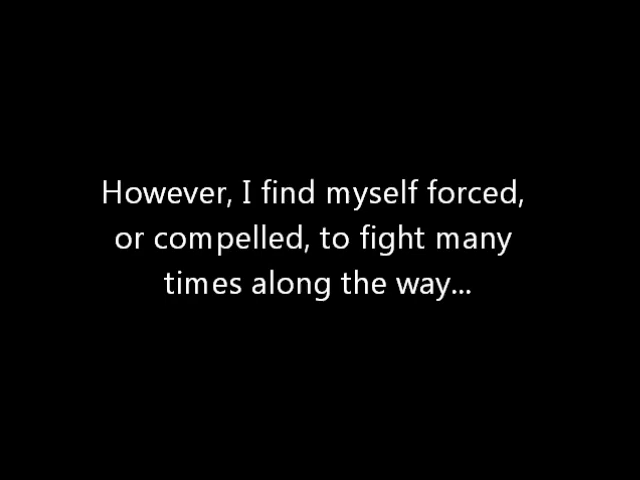 However, I find myself forced,
or compelled, to fight many
times along the way...